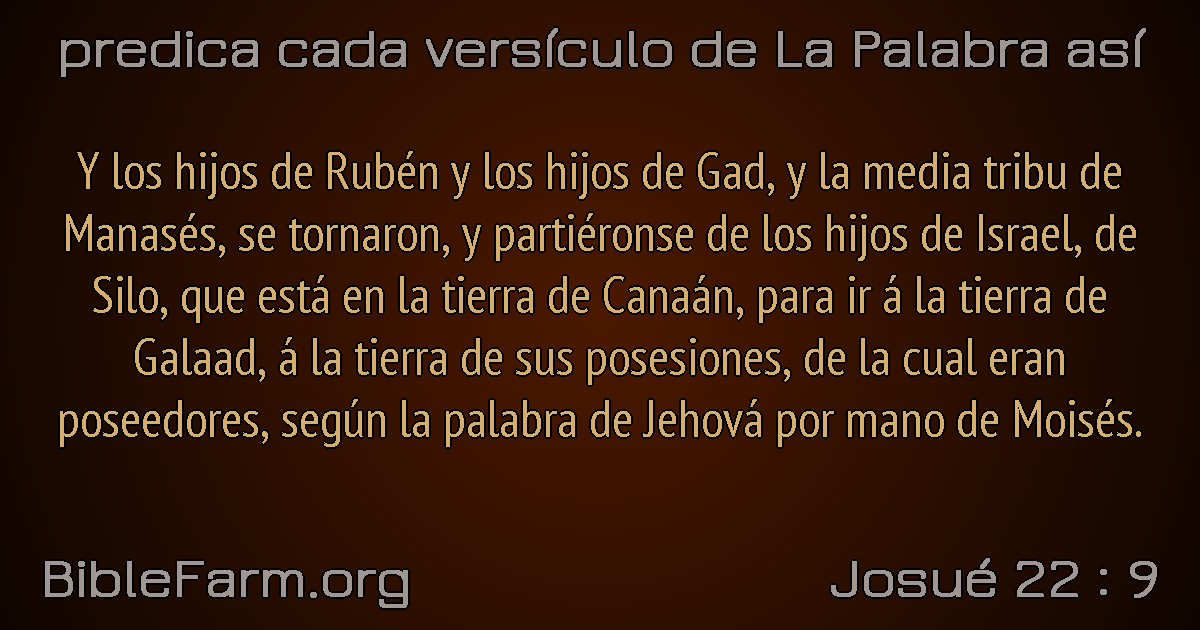 predica cada versículo de La Palabra así
Y los hijos de Rubén y los hijos de Gad, y la media tribu de
Manasés, se tornaron, y partiéronse de los hijos de Israel, de
Silo, que está en la tierra de Canaán, para ir á la tierra de
Galaad, á la tierra de sus posesiones, de la cual eran
poseedores, según la palabra de Jehová por mano de Moisés.
BibleFarm.org
Josué 22 : 9